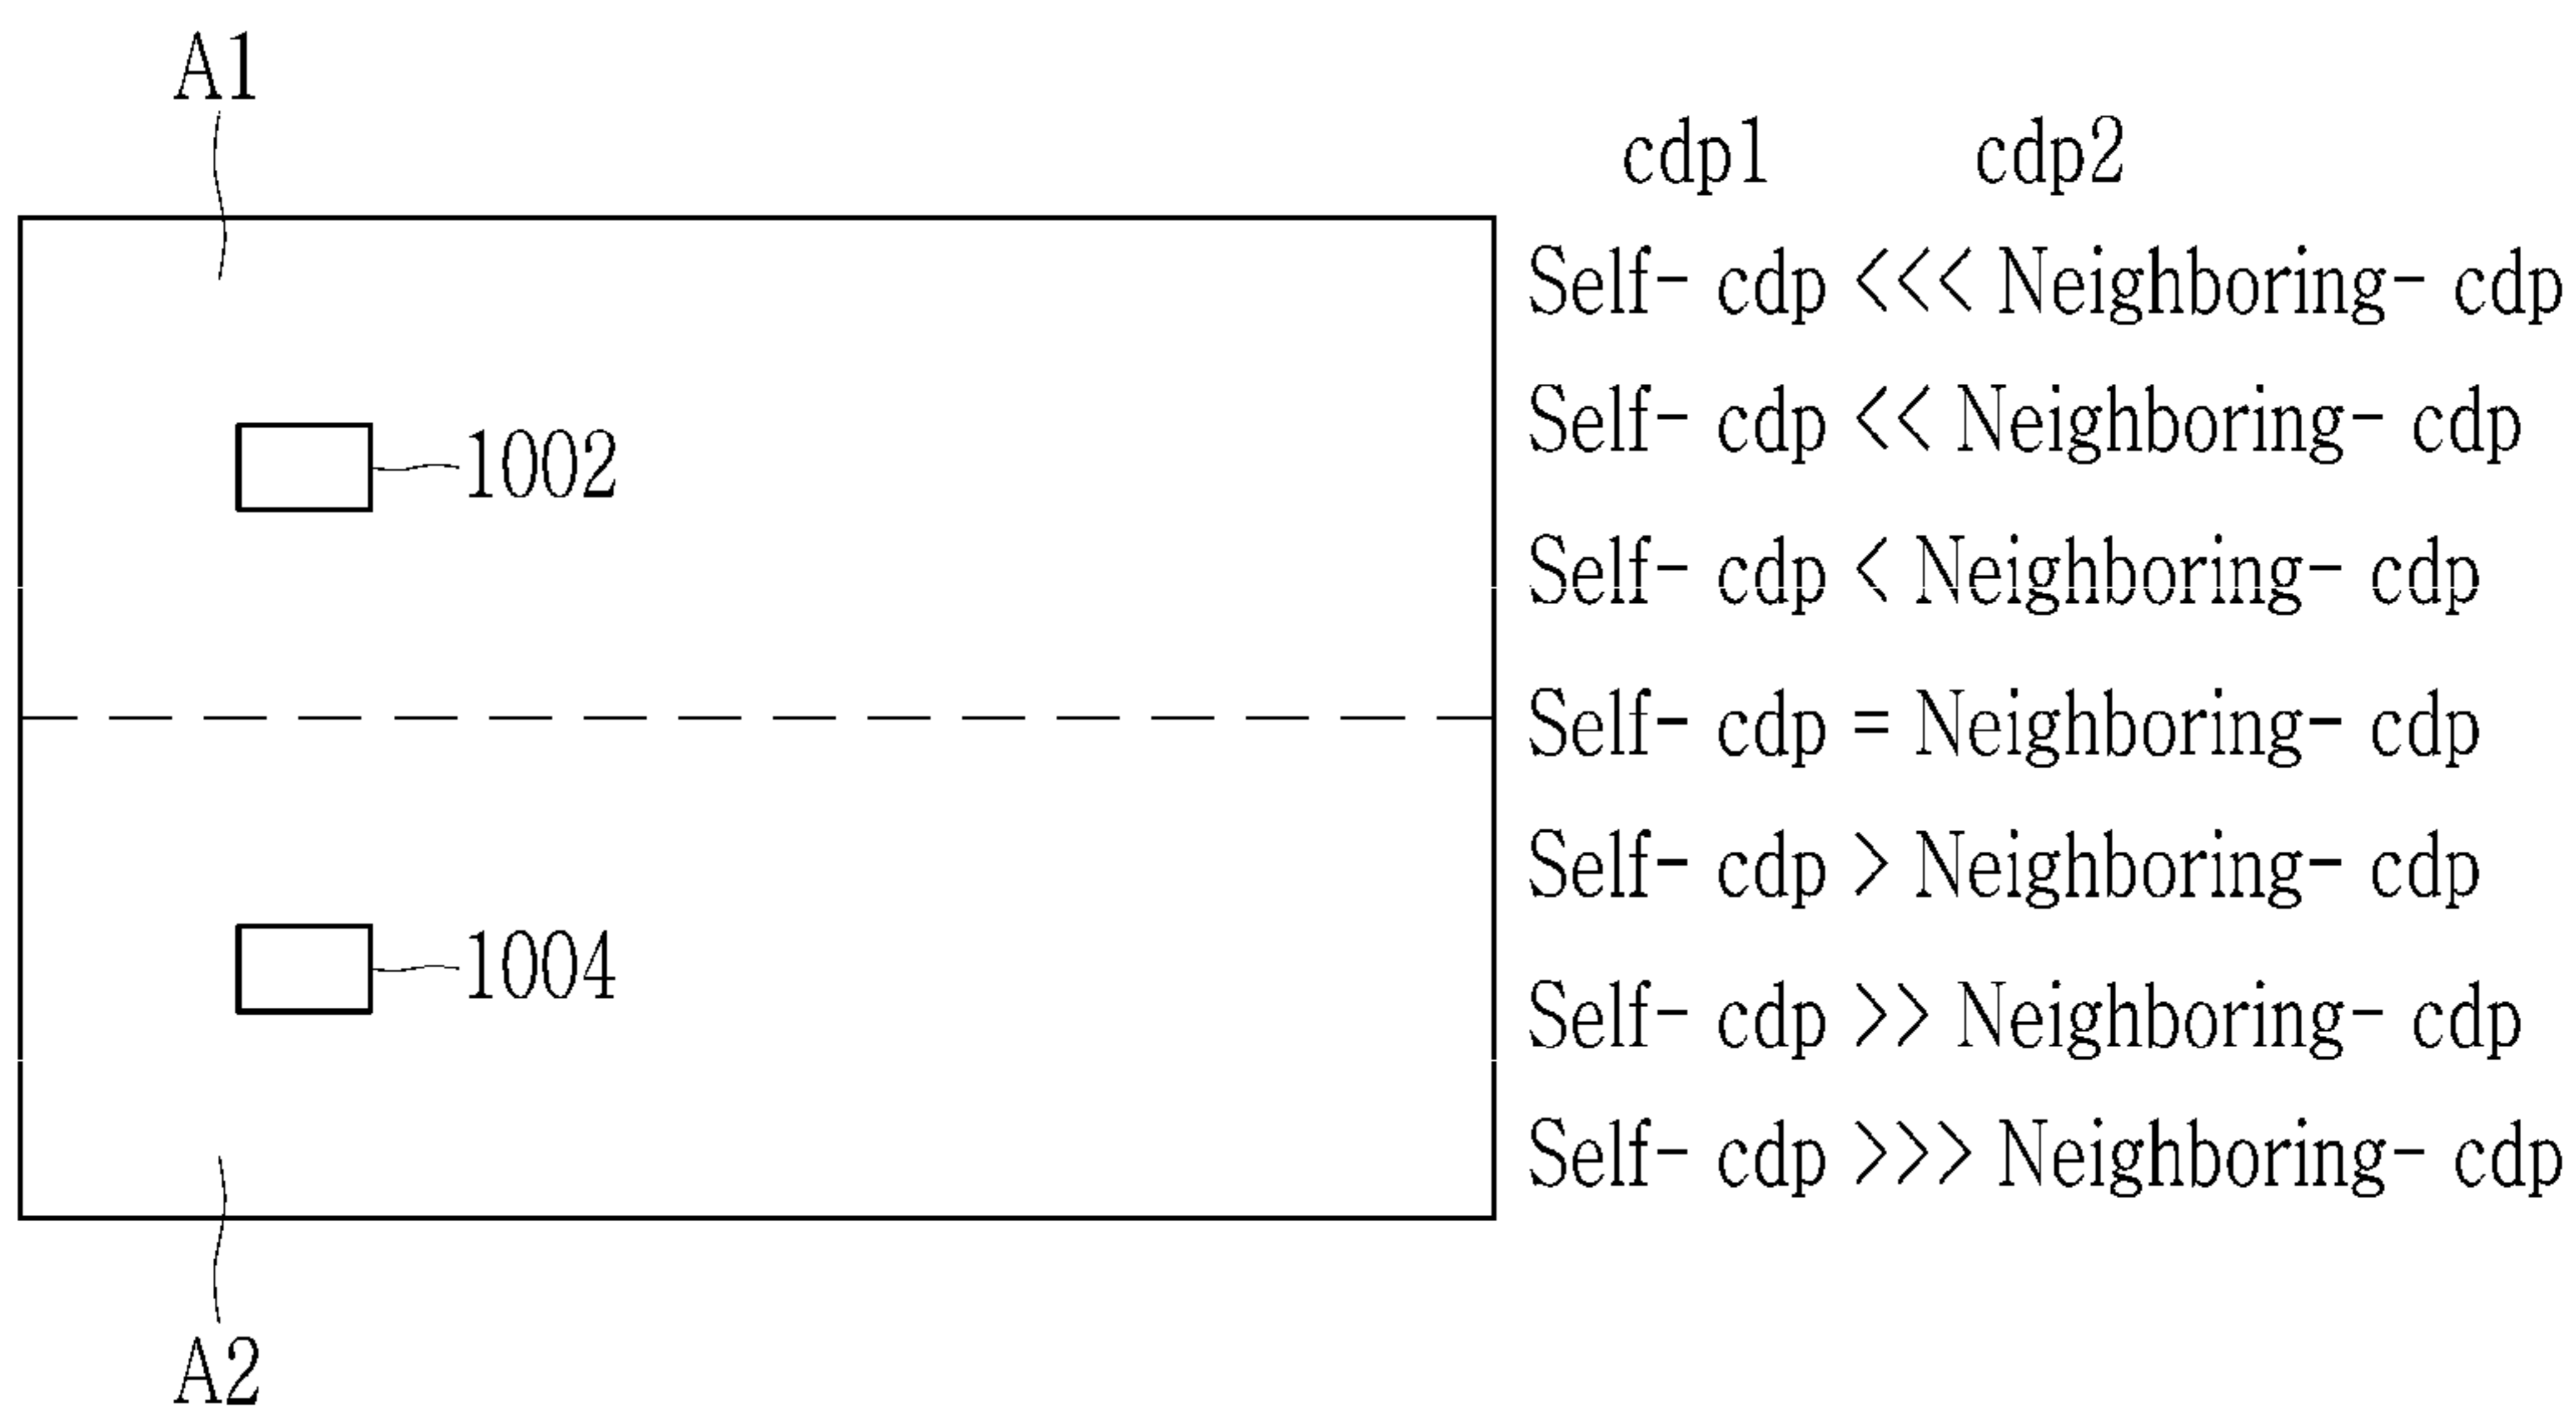 A1
cdp1 cdp2
Self- cdp <<< Neighboring- cdp
Self- cdp << Neighboring- cdp
1002
Self- cdp < Neighboring- cdp
Self- cdp = Neighboring- cdp
Self- cdp > Neighboring- cdp
1004
Self- cdp >> Neighboring- cdp
Self- cdp >>> Neighboring- cdp
A2